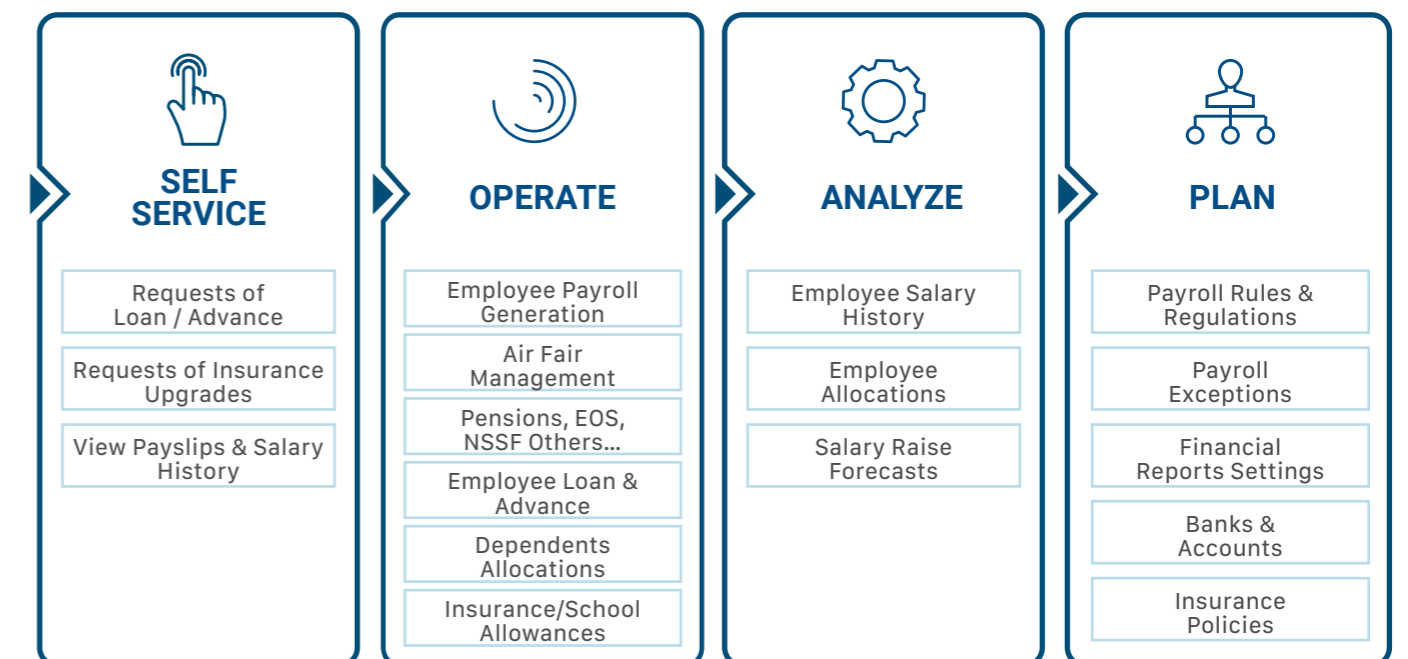 SELF
SERVICE
Requests of
Loan / Advance
Requests of Insurance
Upgrades
View Payslips & Salary
History
OPERATE
Employee Payroll
Generation
Air Fair
Management
Pensions, EOS,
NSSF Others...
Employee Loan &
Advance
Dependents
Allocations
Insurance/School
Allowances
ANALYZE
Employee Salary
History
Employee
Allocations
Salary Raise
Forecasts
PLAN
Payroll Rules &
Regulations
Payroll
Exceptions
Financial
Reports Settings
Banks &
Accounts
Insurance
Policies